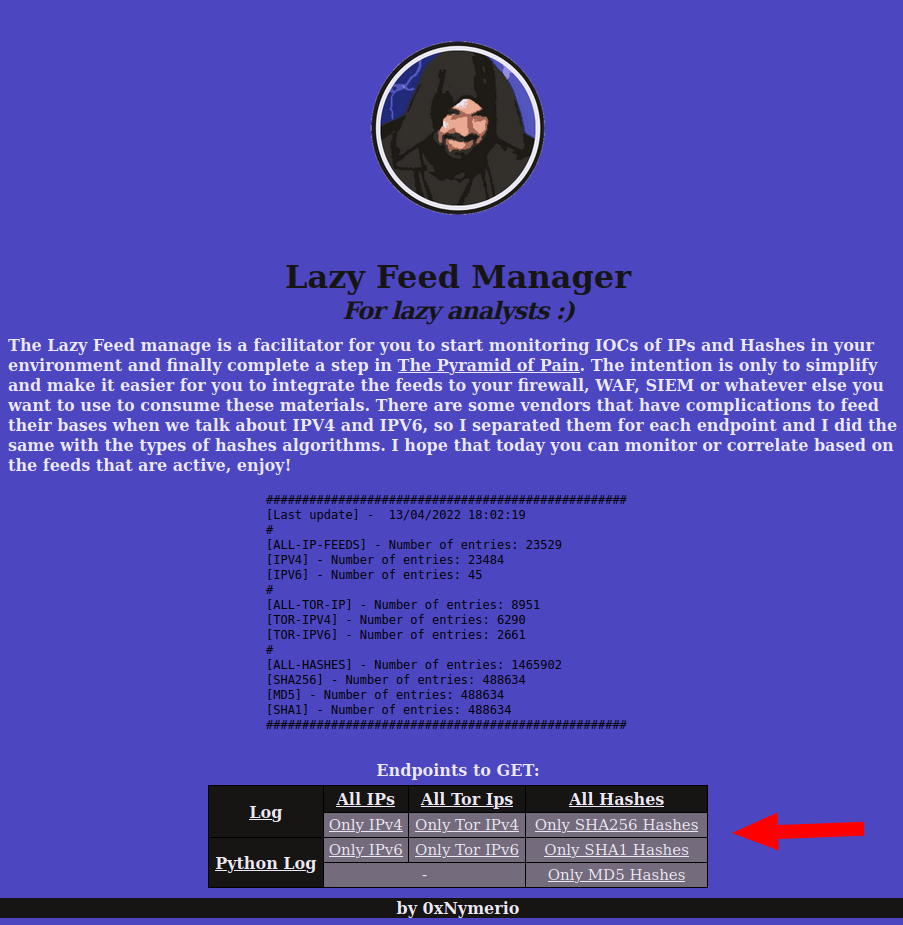 Lazy Feed Manager
For lazy analysts :)
The Lazy Feed manage is a facilitator for you to start monitoring IOCs of IPs and Hashes in your
environment and finally complete a step in The Pyramid of Pain. The intention is only to simplify
and make it easier for you to integrate the feeds to your firewall, WAF, SIEM or whatever else you
want to use to consume these materials. There are some vendors that have complications to feed
their bases when we talk about IPV4 and IPV6, so I separated them for each endpoint and I did the
same with the types of hashes algorithms. I hope that today you can monitor or correlate based on
the feeds that are active, enjoy!
##################################################
[Last update] -  13/04/2022 18:02:19
#
[ALL-IP-FEEDS] - Number of entries: 23529
[IPV4] - Number of entries: 23484
[IPV6] - Number of entries: 45
#
[ALL-TOR-IP] - Number of entries: 8951
[TOR-IPV4] - Number of entries: 6290
[TOR-IPV6] - Number of entries: 2661
#
[ALL-HASHES] - Number of entries: 1465902
[SHA256] - Number of entries: 488634
[MD5] - Number of entries: 488634
[SHA1] - Number of entries: 488634
##################################################
Endpoints to GET:
Log All IPs All Tor Ips All Hashes
Only IPv4 Only Tor IPv4 Only SHA256 Hashes
Python Log Only IPv6 Only Tor IPv6 Only SHA1 Hashes
- Only MD5 Hashes
by 0xNymerio